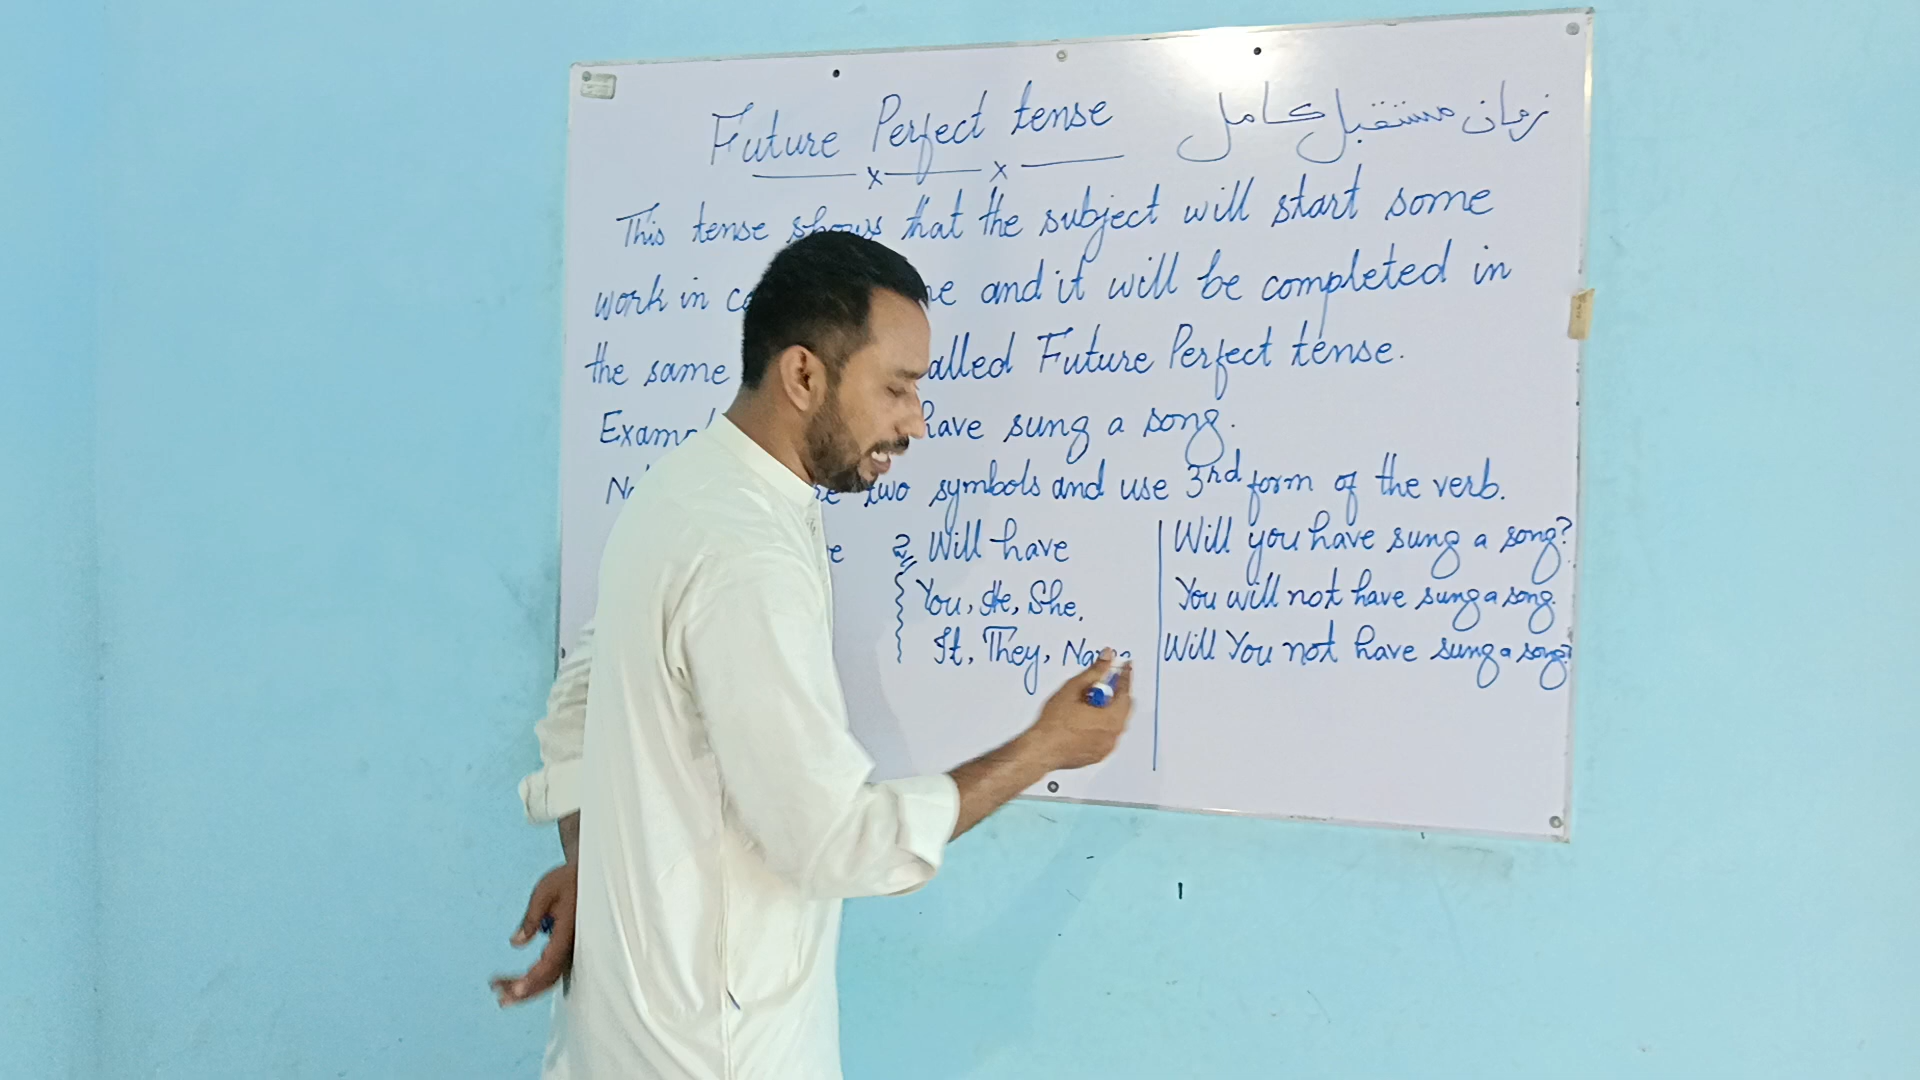 Future Perfect tense زمان مستقبل کامل
This tense shows that the subject will start some
work in and it will be completed in
the same Future Perfect tense.
have sung a song.
two symbols and use 3rd form of the verb.
2 Will have
You, He, She,
It, They, Name
Will you have sung a song?
You will not have sung a song.
Will You not have sung a song?